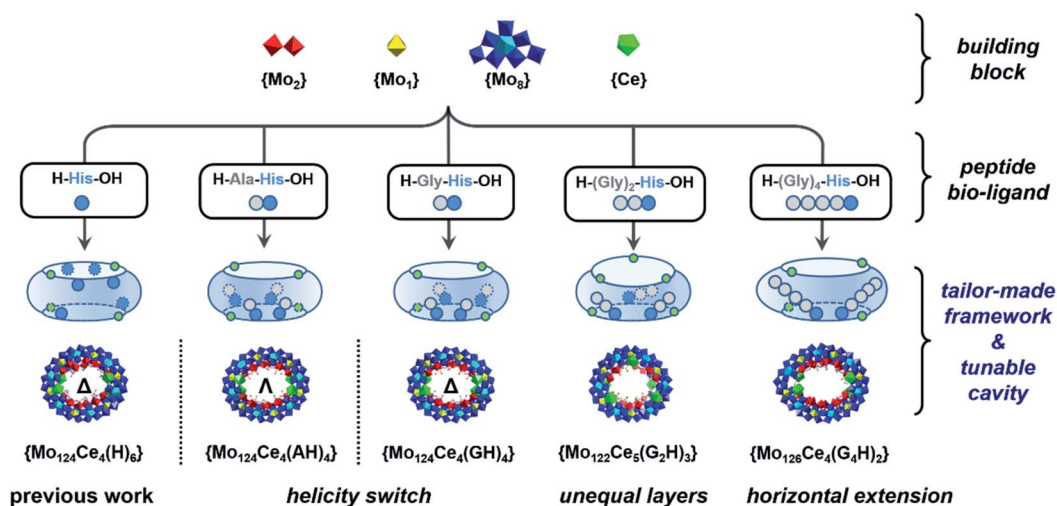 {Mo₂} {Mo₁} {Mo₈} {Ce}
building
block
H-His-OH H-Ala-His-OH H-Gly-His-OH H-(Gly)₂-His-OH H-(Gly)₄-His-OH
peptide
bio-ligand
tailor-made
framework
&
tunable
cavity
Δ Λ Δ
{Mo₁₂₄Ce₄(H)₆} {Mo₁₂₄Ce₄(AH)₄} {Mo₁₂₄Ce₄(GH)₄} {Mo₁₂₂Ce₅(G₂H)₃} {Mo₁₂₆Ce₄(G₄H)₂}
previous work helicity switch unequal layers horizontal extension